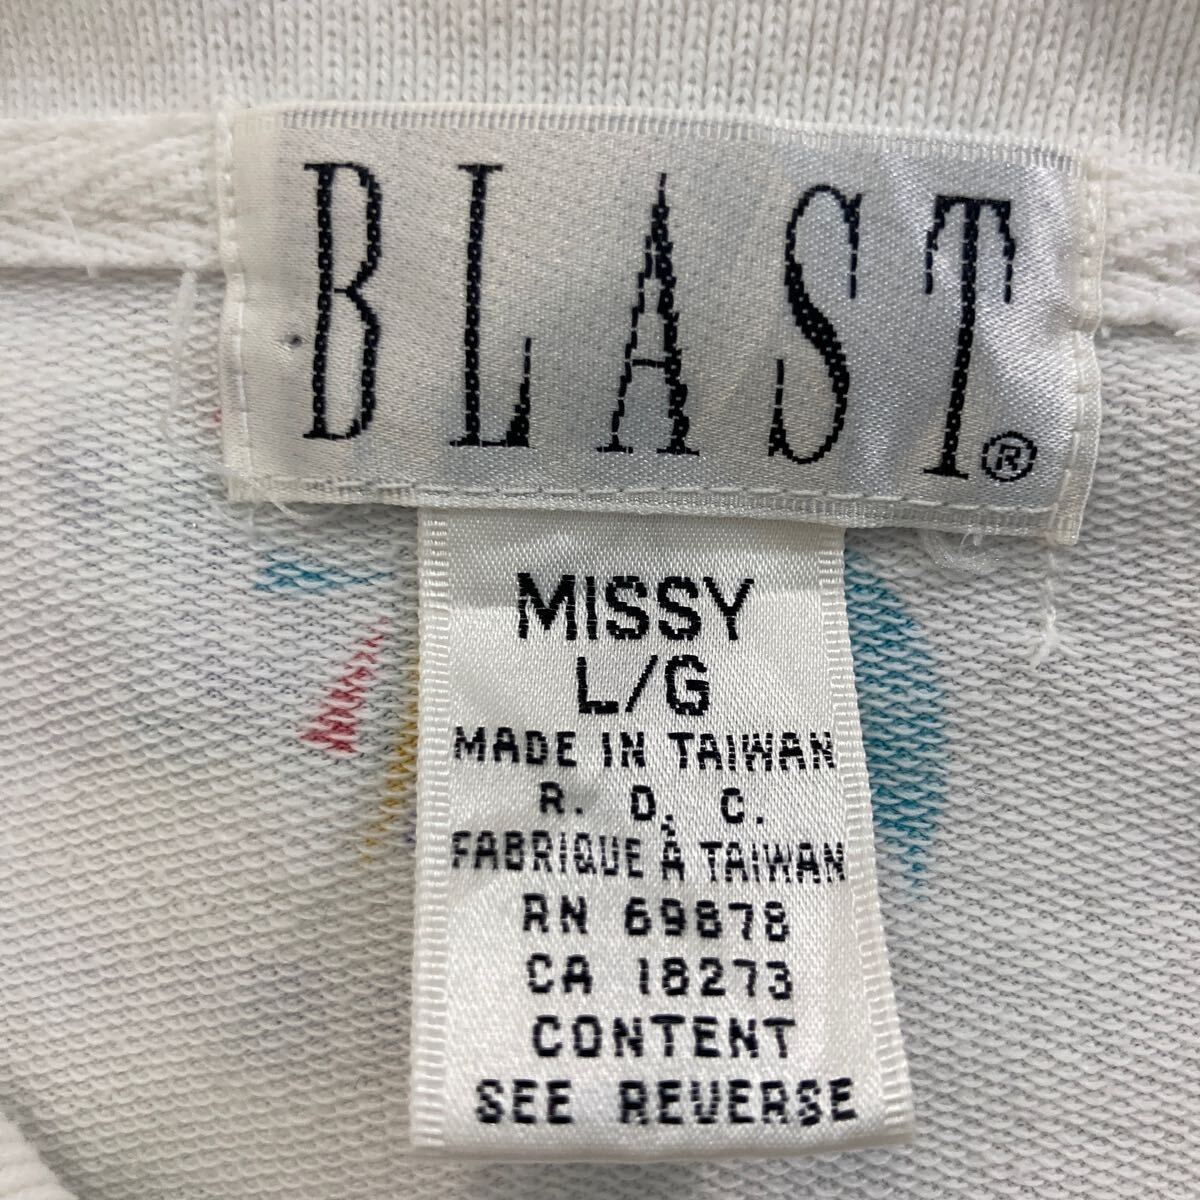 BLAST®
MISSY
L/G
MADE IN TAIWAN
R. O. C.
FABRIQUE À TAIWAN
RN 69878
CA 18273
CONTENT
SEE REVERSE